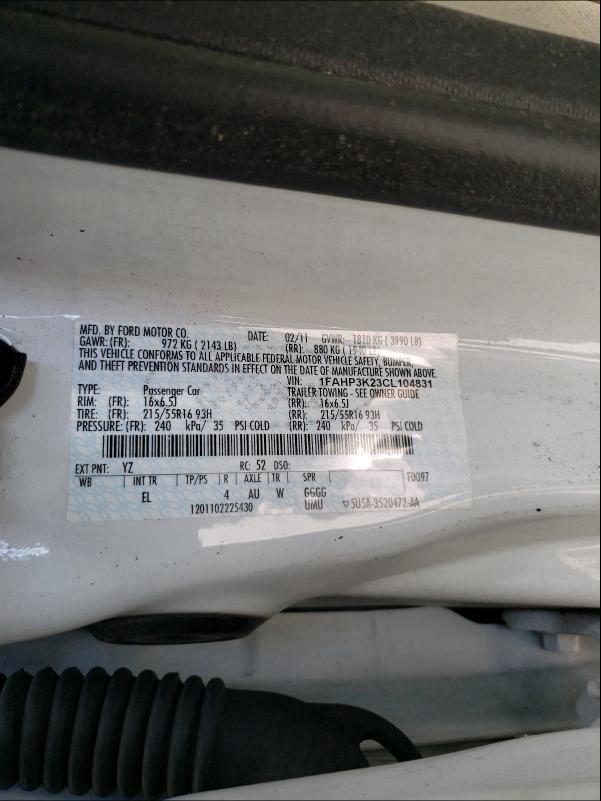 MFD. BY FORD MOTOR CO. DATE: 02/11 GVWR: 1810 KG ( 3990 LB)
GAWR: (FR): 972 KG ( 2143 LB) (RR): 880 KG ( 1940 LB)
THIS VEHICLE CONFORMS TO ALL APPLICABLE FEDERAL MOTOR VEHICLE SAFETY, BUMPER,
AND THEFT PREVENTION STANDARDS IN EFFECT ON THE DATE OF MANUFACTURE SHOWN ABOVE.
VIN: 1FAHP3K23CL104831
TYPE: Passenger Car TRAILER TOWING - SEE OWNER GUIDE
RIM: (FR): 16x6.5J (RR): 16x6.5J
TIRE: (FR): 215/55R16 93H (RR): 215/55R16 93H
PRESSURE: (FR): 240 kPa/ 35 PSI COLD (RR): 240 kPa/ 35 PSI COLD
EXT PNT: YZ RC: 52 DSO: F0097
WB INT TR TP/PS R AXLE TR SPR
EL 4 AU W GGGG
1201102225430 UMU ▽5U5A-3520472-AA